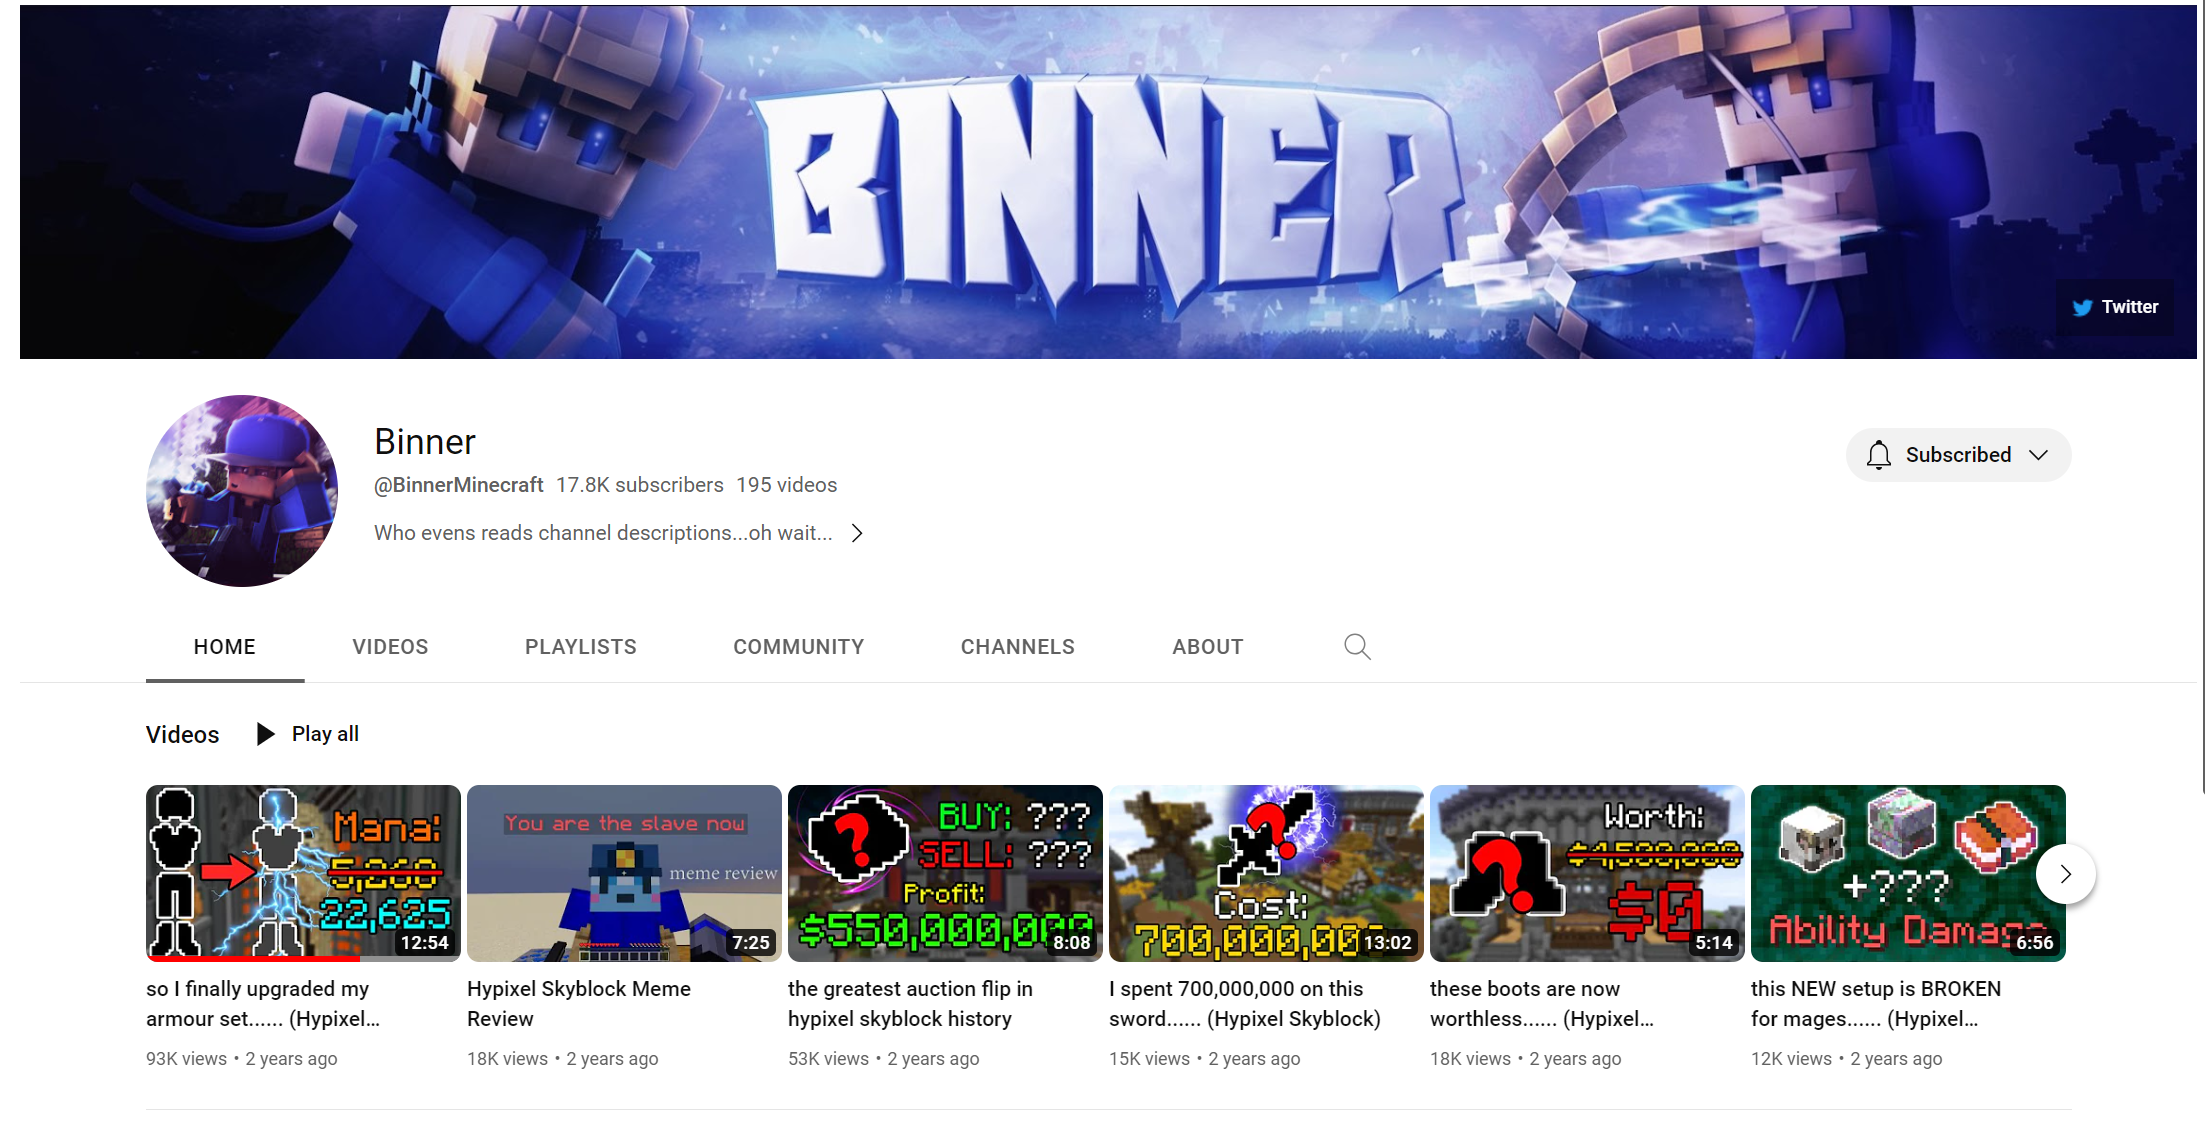 BINNER
Twitter
Binner
@BinnerMinecraft 17.8K subscribers 195 videos
Who evens reads channel descriptions...oh wait...
Subscribed
HOME VIDEOS PLAYLISTS COMMUNITY CHANNELS ABOUT
Videos Play all
Mana:
5,260
22,625
12:54
so I finally upgraded my
armour set...... (Hypixel...
93K views • 2 years ago
You are the slave now
meme review
7:25
Hypixel Skyblock Meme
Review
18K views • 2 years ago
BUY: ???
SELL: ???
Profit:
$550,000,0
8:08
the greatest auction flip in
hypixel skyblock history
53K views • 2 years ago
Cost:
700,000,00
13:02
I spent 700,000,000 on this
sword...... (Hypixel Skyblock)
15K views • 2 years ago
Worth:
$4,500,000
$0
5:14
these boots are now
worthless...... (Hypixel...
18K views • 2 years ago
+???
Ability Damage
6:56
this NEW setup is BROKEN
for mages...... (Hypixel...
12K views • 2 years ago